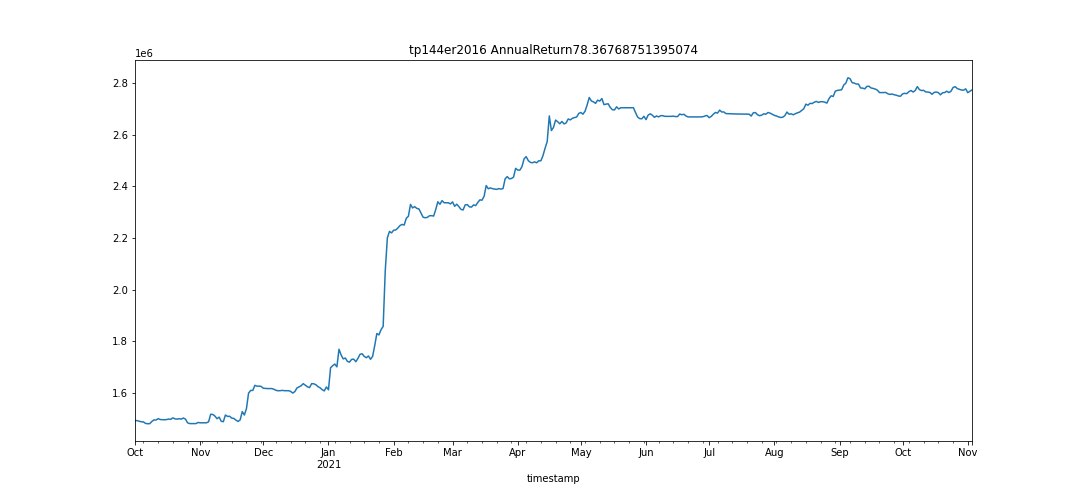 tp144er2016 AnnualReturn78.36768751395074
1e6
2.8
2.6
2.4
2.2
2.0
1.8
1.6
Oct Nov Dec Jan Feb Mar Apr May Jun Jul Aug Sep Oct Nov
2021
timestamp